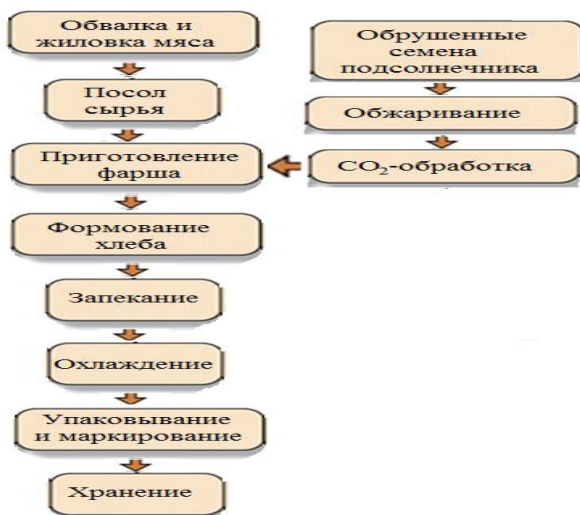 Обвалка и
жиловка мяса
Посол
сырья
Приготовление
фарша
Формование
хлеба
Запекание
Охлаждение
Упаковывание
и маркирование
Хранение
Обрушенные
семена
подсолнечника
Обжаривание
CO₂-обработка